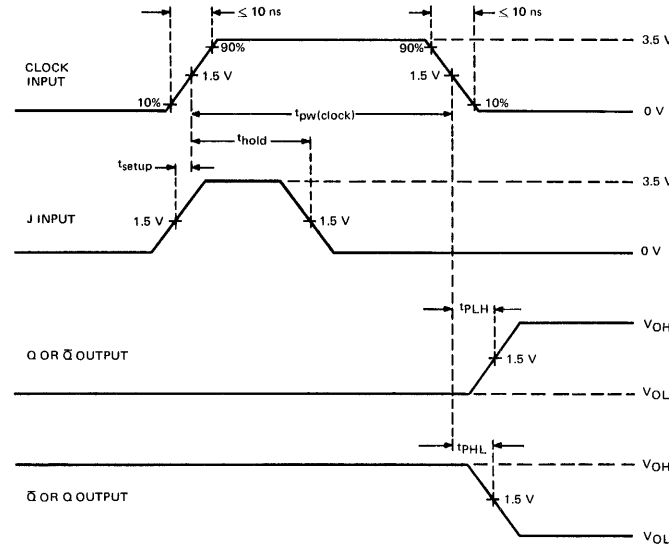 ≤ 10 ns
≤ 10 ns
90%
90%
3.5 V
CLOCK
INPUT
1.5 V
1.5 V
10%
10%
0 V
tpw(clock)
thold
tsetup
3.5 V
J INPUT
1.5 V
1.5 V
0 V
tPLH
VOH
Q OR Q̄ OUTPUT
1.5 V
VOL
tPHL
VOH
Q̄ OR Q OUTPUT
1.5 V
VOL